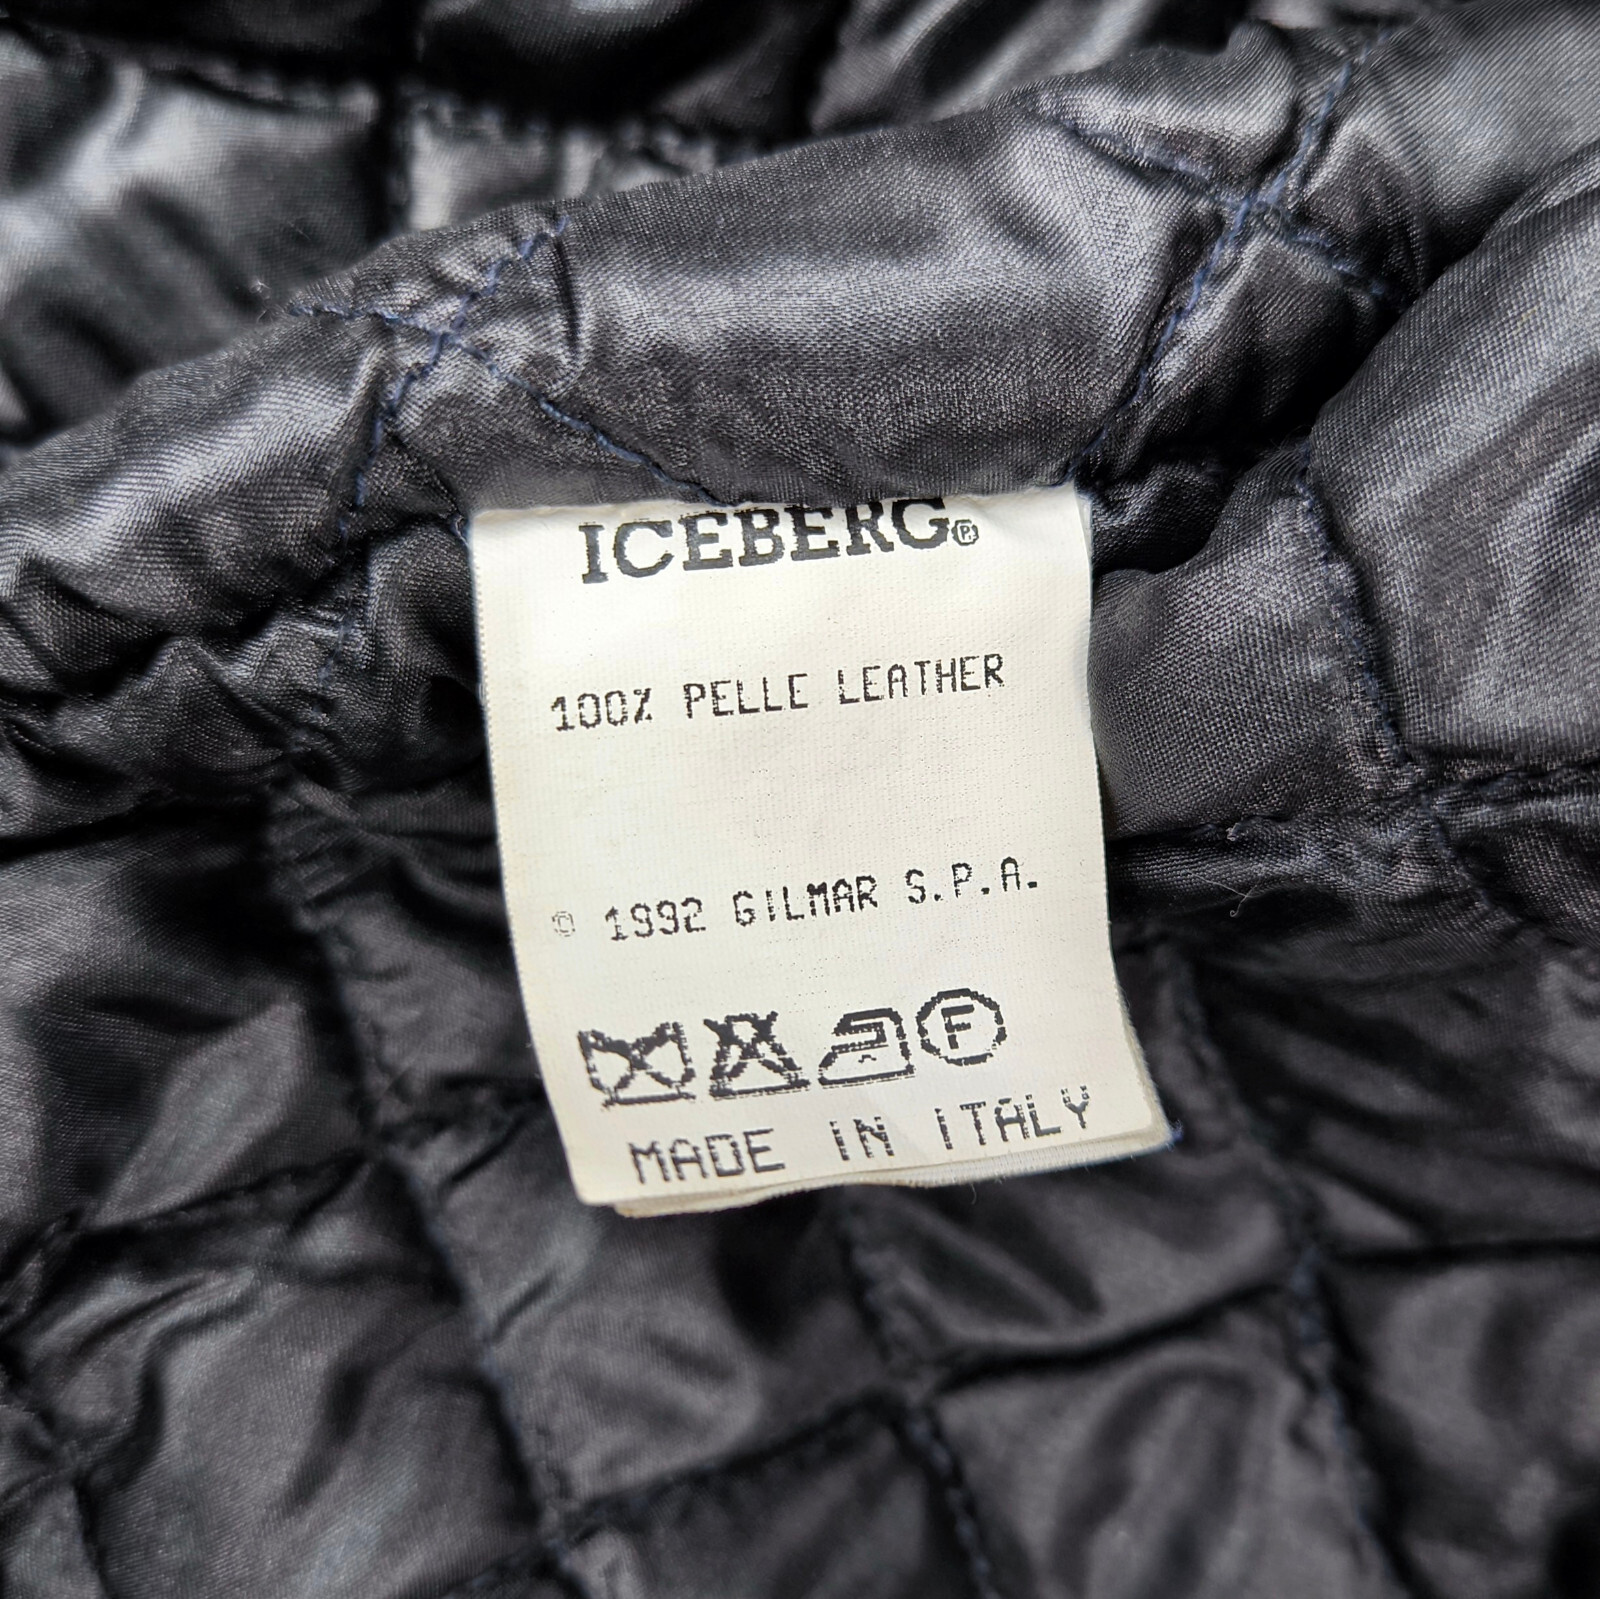 ICEBERG®
100% PELLE LEATHER
© 1992 GILMAR S.P.A.
F
MADE IN ITALY